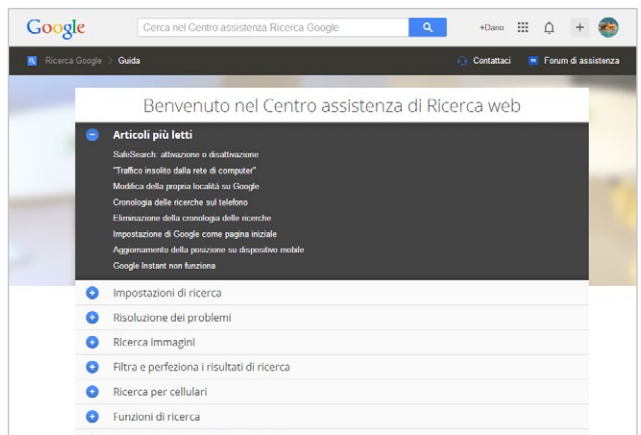 Google
Cerca nel Centro assistenza Ricerca Google
+Dario
Ricerca Google > Guida
Contattaci
Forum di assistenza
Benvenuto nel Centro assistenza di Ricerca web
Articoli più letti
SafeSearch: attivazione o disattivazione
"Traffico insolito dalla rete di computer"
Modifica della propria località su Google
Cronologia delle ricerche sul telefono
Eliminazione della cronologia delle ricerche
Impostazione di Google come pagina iniziale
Aggiornamento della posizione su dispositivo mobile
Google Instant non funziona
Impostazioni di ricerca
Risoluzione dei problemi
Ricerca immagini
Filtra e perfeziona i risultati di ricerca
Ricerca per cellulari
Funzioni di ricerca